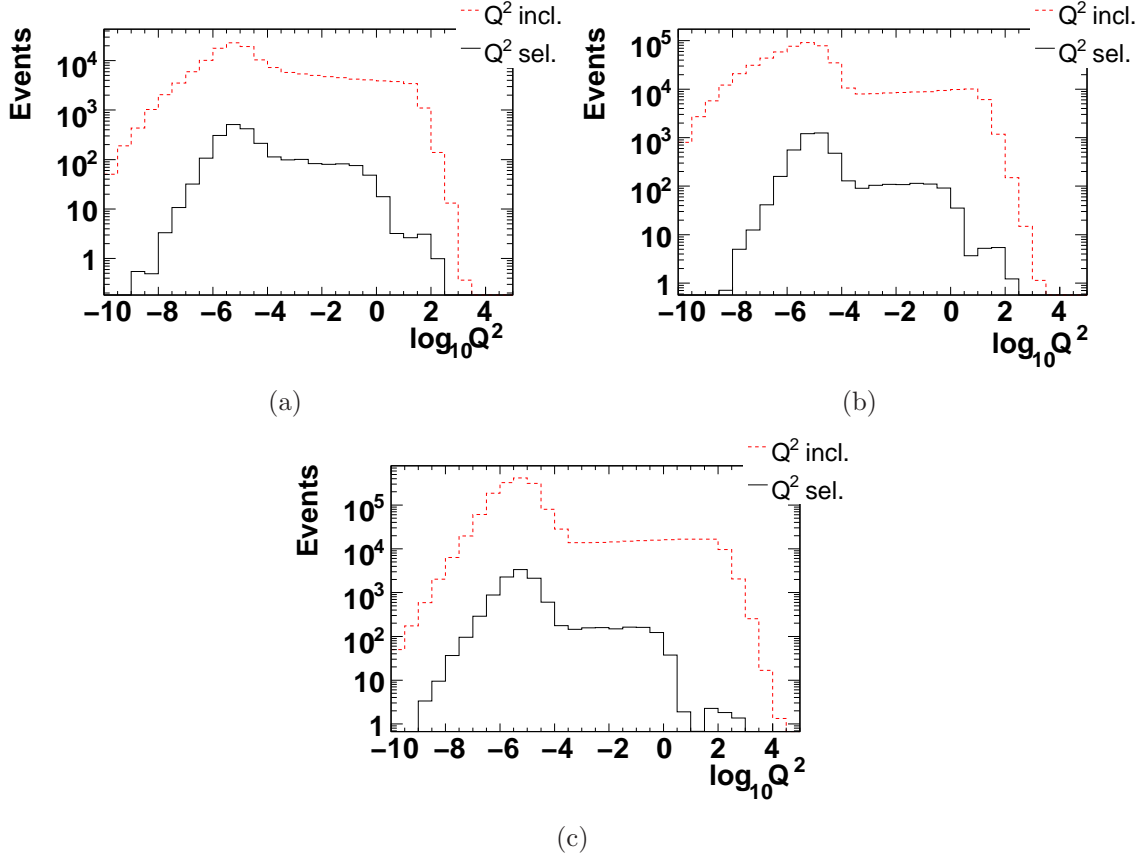 Q² incl.
Q² sel.
Events
10⁴
10³
10²
10
1
−10 −8 −6 −4 −2 0 2 4
log₁₀Q²
(a)
Q² incl.
Q² sel.
Events
10⁵
10⁴
10³
10²
10
1
−10 −8 −6 −4 −2 0 2 4
log₁₀Q²
(b)
Q² incl.
Q² sel.
Events
10⁵
10⁴
10³
10²
10
1
−10 −8 −6 −4 −2 0 2 4
log₁₀Q²
(c)